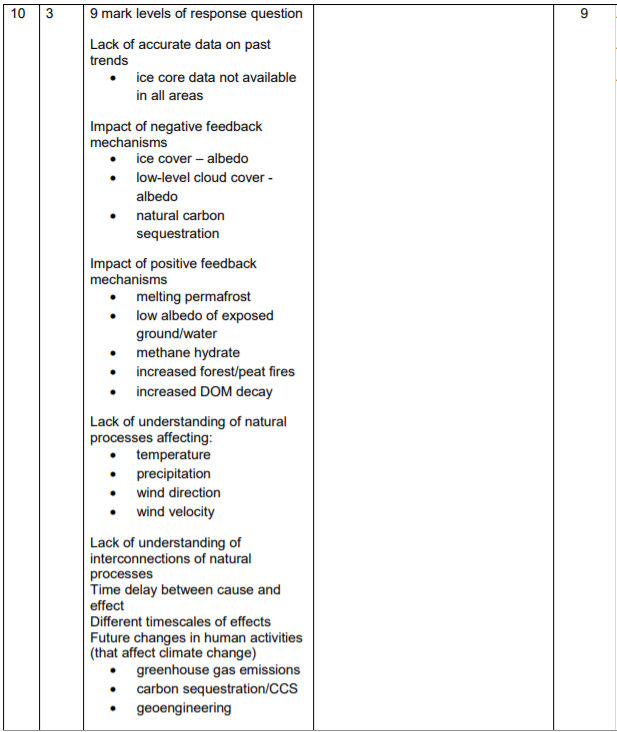 10 3 9 mark levels of response question 9
Lack of accurate data on past
trends
• ice core data not available
in all areas
Impact of negative feedback
mechanisms
• ice cover – albedo
• low-level cloud cover -
albedo
• natural carbon
sequestration
Impact of positive feedback
mechanisms
• melting permafrost
• low albedo of exposed
ground/water
• methane hydrate
• increased forest/peat fires
• increased DOM decay
Lack of understanding of natural
processes affecting:
• temperature
• precipitation
• wind direction
• wind velocity
Lack of understanding of
interconnections of natural
processes
Time delay between cause and
effect
Different timescales of effects
Future changes in human activities
(that affect climate change)
• greenhouse gas emissions
• carbon sequestration/CCS
• geoengineering